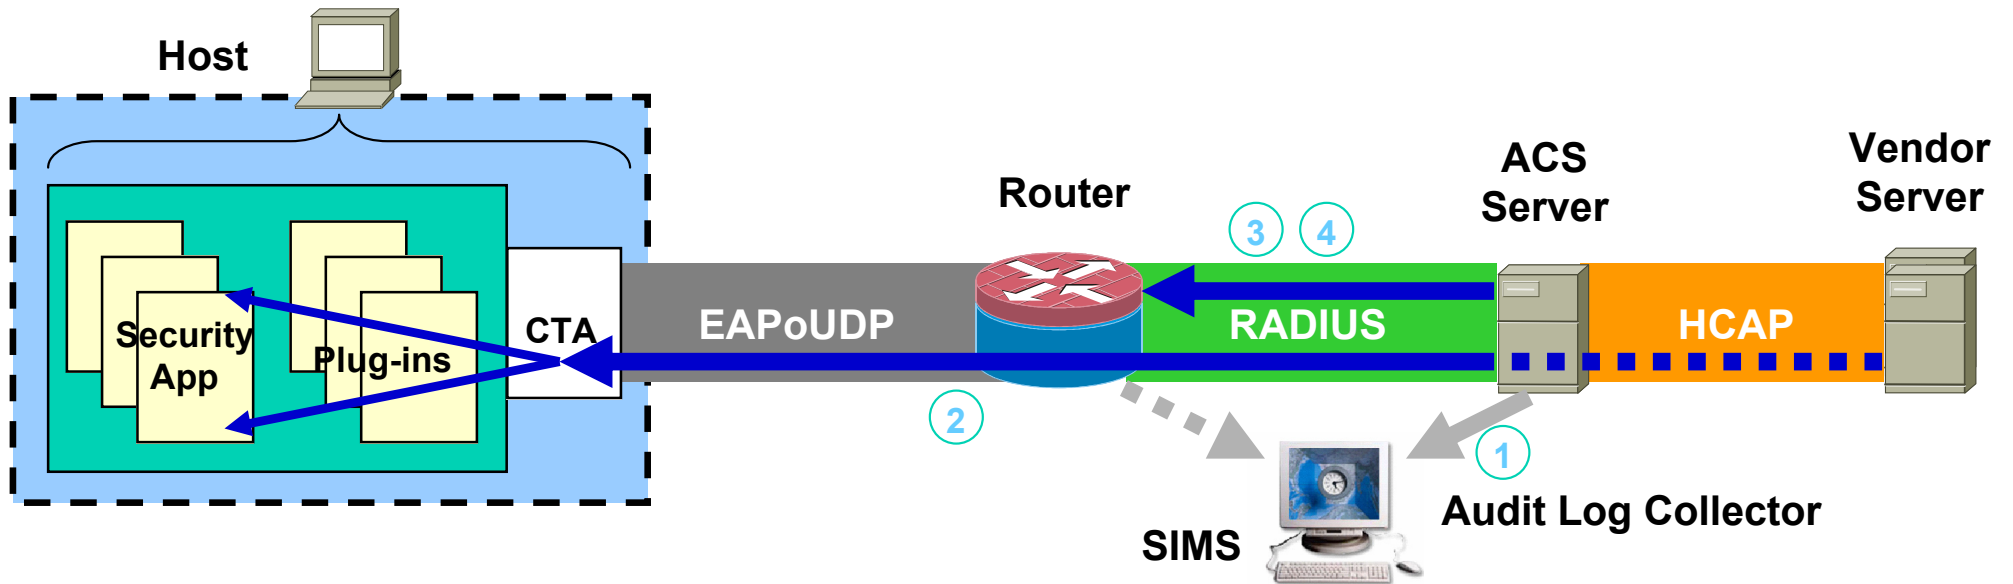 Host
ACS
Server
Vendor
Server
Router
3
4
Security
App
Plug-ins
CTA
EAPoUDP
RADIUS
HCAP
2
1
Audit Log Collector
SIMS